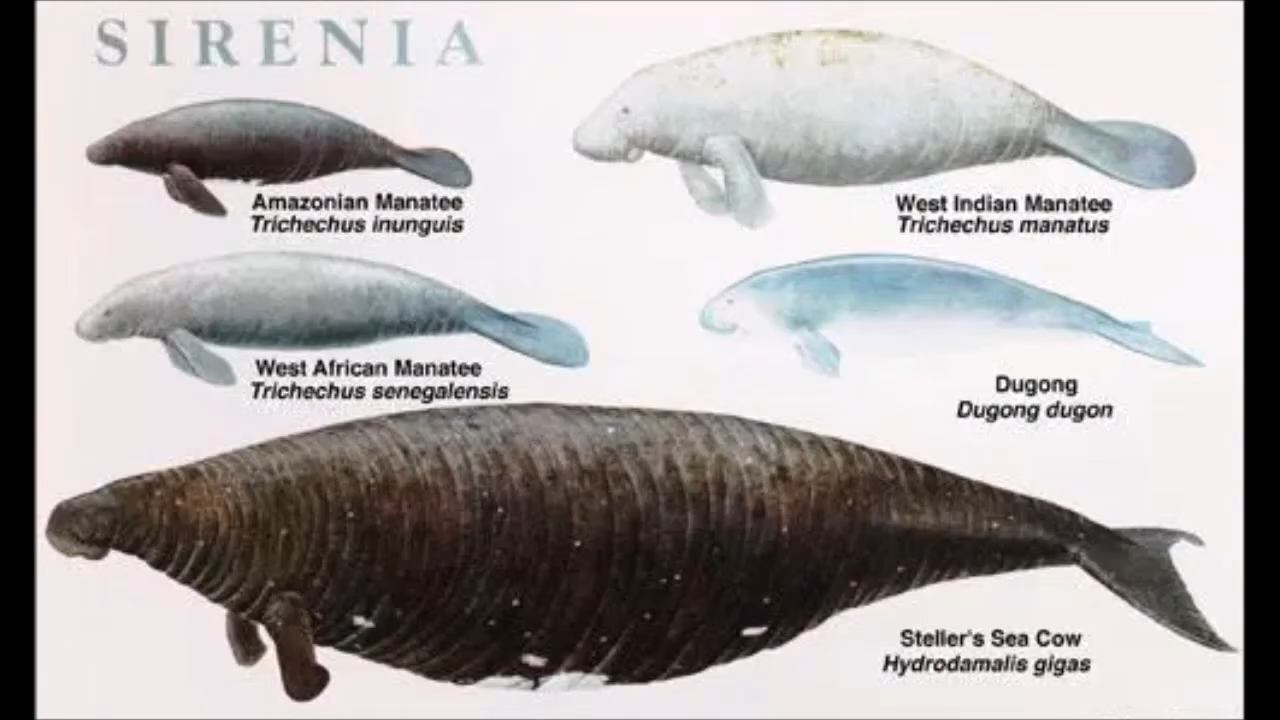 SIRENIA
Amazonian Manatee
Trichechus inunguis
West Indian Manatee
Trichechus manatus
West African Manatee
Trichechus senegalensis
Dugong
Dugong dugon
Steller's Sea Cow
Hydrodamalis gigas